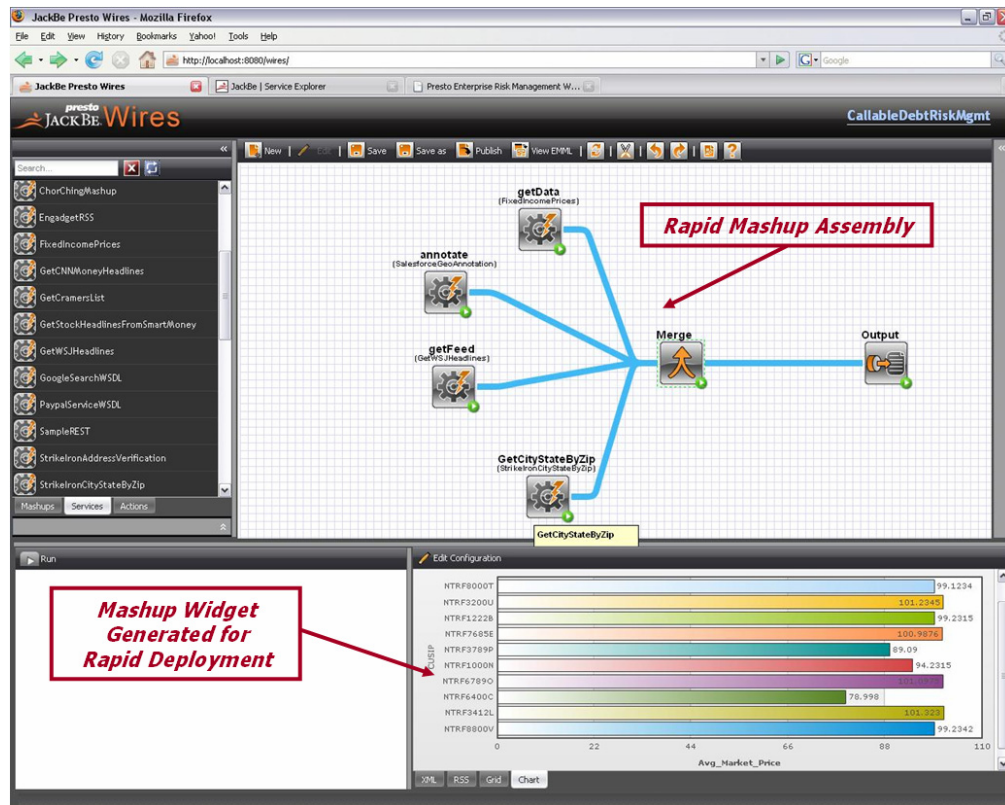 JackBe Presto Wires - Mozilla Firefox
File Edit View History Bookmarks Yahoo! Tools Help
http://localhost:8080/wires/
Google
JackBe Presto Wires
JackBe | Service Explorer
Presto Enterprise Risk Management W...
presto
JACKBE Wires
CallableDebtRiskMgmt
New | Edit | Save Save as Publish View EMML
Search...
ChorChingMashup
EngadgetRSS
FixedIncomePrices
GetCNNMoneyHeadlines
GetCramersList
GetStockHeadlinesFromSmartMoney
GetWSJHeadlines
GoogleSearchWSDL
PaypalServiceWSDL
SampleREST
StrikeIronAddressVerification
StrikeIronCityStateByZip
Mashups Services Actions
getData
(FixedIncomePrices)
annotate
(SalesforceGeoAnnotation)
getFeed
(GetWSJHeadlines)
GetCityStateByZip
(StrikeIronCityStateByZip)
GetCityStateByZip
Merge
Output
Rapid Mashup Assembly
Run
Mashup Widget
Generated for
Rapid Deployment
Edit Configuration
CUSIP
NTRF8000T 99.1234
NTRF3200U 101.2345
NTRF1222B 99.2315
NTRF7685E 100.9876
NTRF3789P 89.09
NTRF1000N 94.2315
NTRF6789O
NTRF6400C 78.998
NTRF3412L 101.323
NTRF8800V 99.2342
0 22 44 66 88 110
Avg_Market_Price
XML RSS Grid Chart